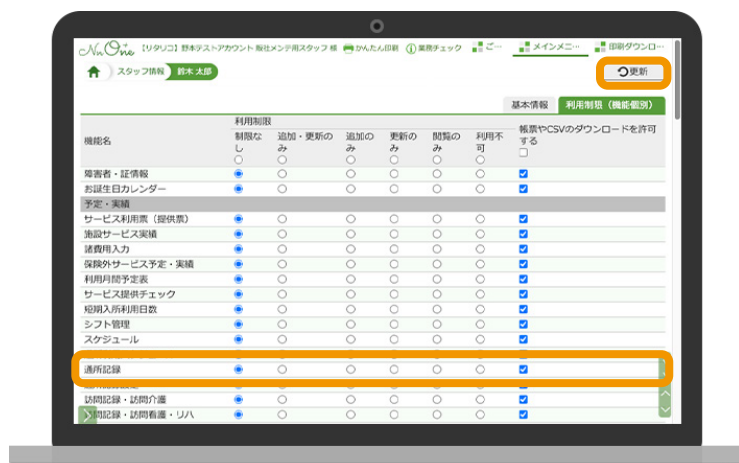 NuOne 【リタリコ】野本テストアカウント 販社メンテ用スタッフ 様 かんたん印刷 業務チェック ご… メインメニ… 印刷ダウンロ…
スタッフ情報 鈴木 太郎 更新
基本情報 利用制限（機能個別）
利用制限
機能名 制限なし 追加・更新のみ 追加のみ 更新のみ 閲覧のみ 利用不可 帳票やCSVのダウンロードを許可する
障害者・証情報
お誕生日カレンダー
予定・実績
サービス利用票（提供票）
施設サービス実績
諸費用入力
保険外サービス予定・実績
利用月間予定表
サービス提供チェック
短期入所利用日数
シフト管理
スケジュール
通所記録
訪問記録・訪問介護
訪問記録・訪問看護・リハ